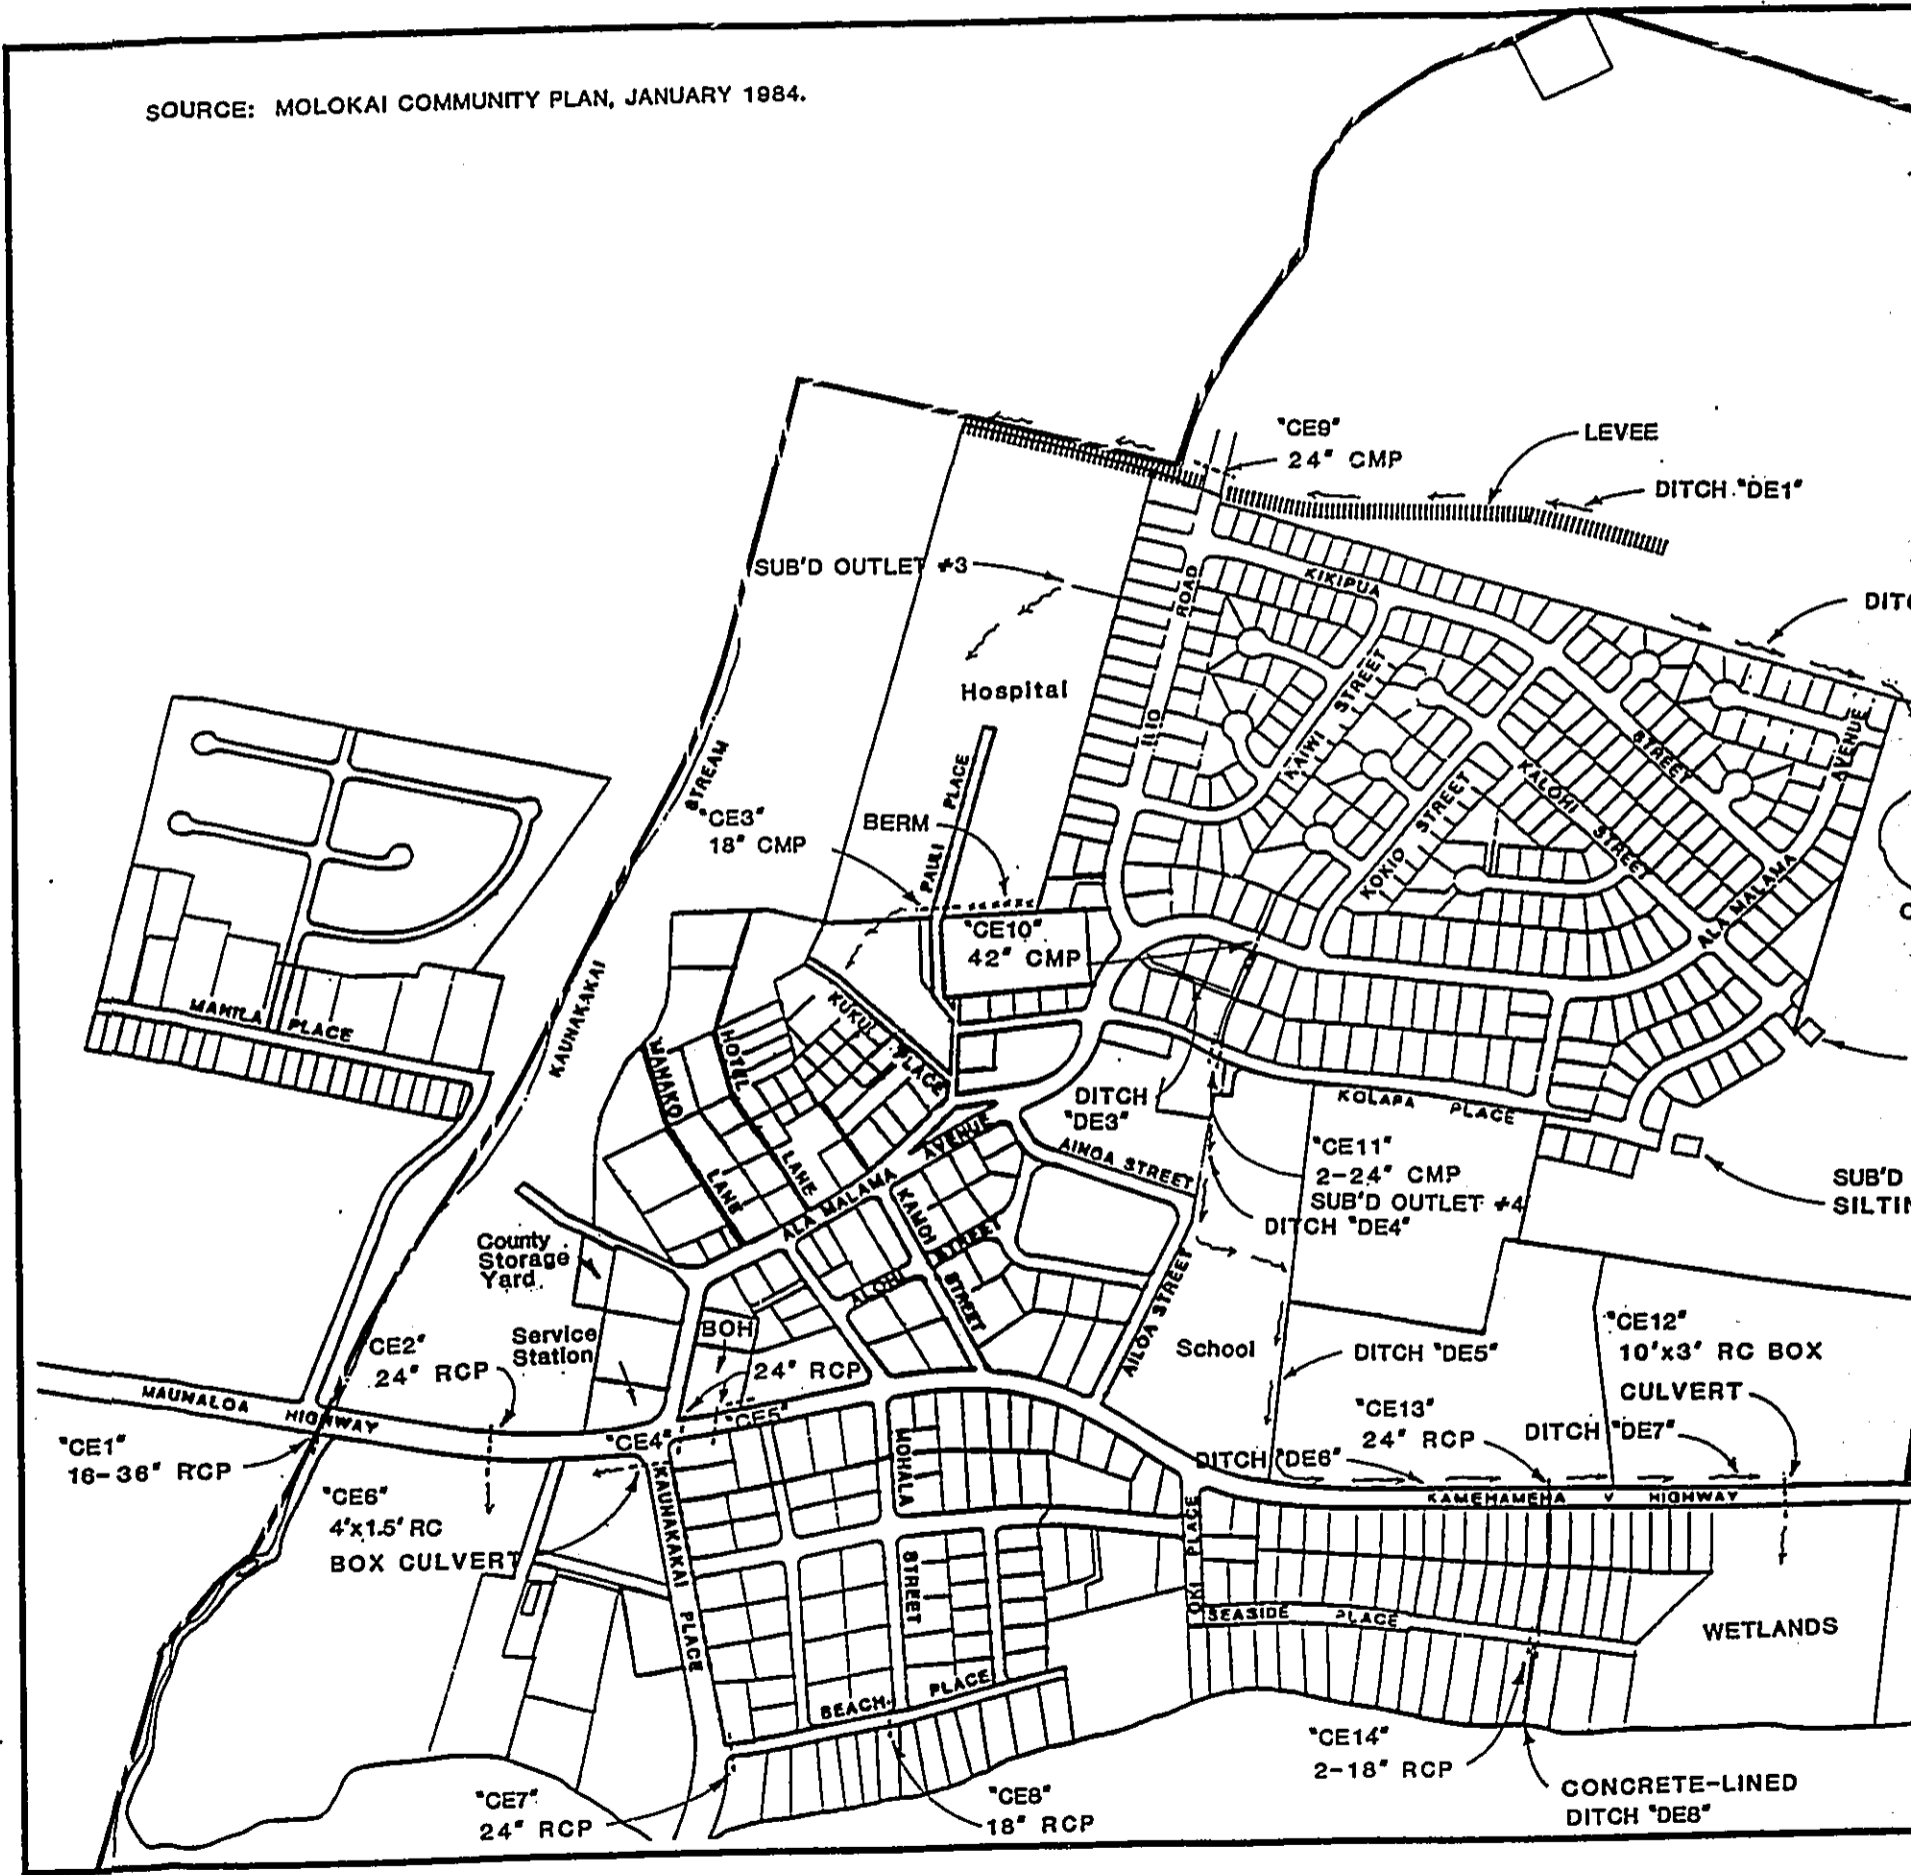 SOURCE: MOLOKAI COMMUNITY PLAN, JANUARY 1984.
"CE9"
24" CMP
LEVEE
DITCH "DE1"
SUB'D OUTLET #3
KIKIPUA
STREET
ROAD
ILIO
Hospital
KAIWI STREET
KOKIO STREET
KALOHI STREET
AVENUE
ALA MALAMA
STREAM
KAUNAKAKAI
"CE3"
18" CMP
BERM
PAULI PLACE
"CE10"
42" CMP
MANILA PLACE
KUKUI PLACE
HOTEL
LANE
MANAKO
LANE
DITCH
"DE3"
KOLAPA PLACE
AVENUE
ALA MALAMA
AINOA STREET
"CE11"
2-24" CMP
SUB'D OUTLET #4
DITCH "DE4"
SUB'D
SILTIN
KAMOI
STREET
STREET
ALOHI
AILOA STREET
County
Storage
Yard.
Service
Station
BOH
School
"CE2"
24" RCP
24" RCP
DITCH "DE5"
"CE12"
10'x3' RC BOX
CULVERT
MAUNALOA HIGHWAY
"CE1"
16-36" RCP
"CE4"
"CE5"
"CE13"
24" RCP
DITCH "DE7"
DITCH "DE6"
KAMEHAMEHA V HIGHWAY
"CE6"
4'x1.5' RC
BOX CULVERT
KAUNAKAKAI PLACE
MOHALA
STREET
OKI PLACE
SEASIDE PLACE
WETLANDS
BEACH PLACE
"CE7"
24" RCP
"CE8"
18" RCP
"CE14"
2-18" RCP
CONCRETE-LINED
DITCH "DE8"